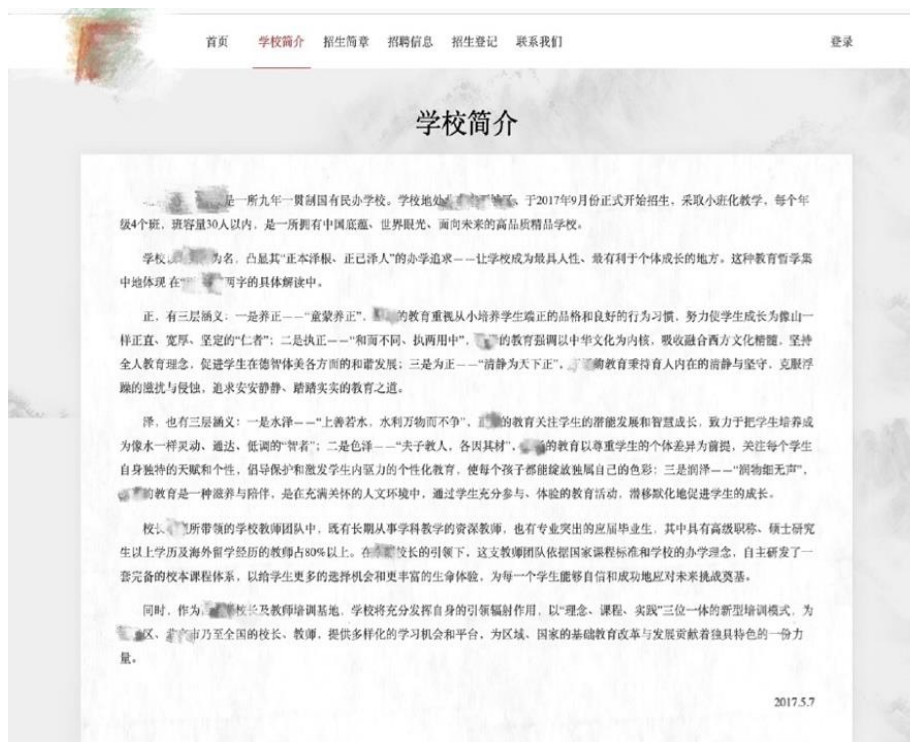 首页 学校简介 招生简章 招聘信息 招生登记 联系我们 登录
学校简介
是一所九年一贯制国有民办学校。学校地处 、于2017年9月份正式开始招生，采取小班化教学，每个年
级4个班，班容量30人以内，是一所拥有中国底蕴、世界眼光、面向未来的高品质精品学校。
学校 为名，凸显其“正本泽根、正己泽人”的办学追求——让学校成为最具人性、最有利于个体成长的地方。这种教育哲学集
中地体现 在“ 两字的具体解读中。
正，有三层涵义：一是养正——“童蒙养正”， 的教育重视从小培养学生端正的品格和良好的行为习惯，努力使学生成长为像山一
样正直、宽厚、坚定的“仁者”；二是执正——“和而不同、执两用中”， 的教育强调以中华文化为内核，吸收融合西方文化精髓，坚持
全人教育理念，促进学生在德智体美各方面的和谐发展；三是为正——“清静为天下正”， 的教育秉持育人内在的清静与坚守，克服浮
躁的滋扰与侵蚀，追求安安静静、踏踏实实的教育之道。
泽，也有三层涵义：一是水泽——“上善若水，水利万物而不争”， 的教育关注学生的潜能发展和智慧成长，致力于把学生培养成
为像水一样灵动、通达、低调的“智者”；二是色泽——“夫子教人，各因其材”， 的教育以尊重学生的个体差异为前提，关注每个学生
自身独特的天赋和个性，倡导保护和激发学生内驱力的个性化教育，使每个孩子都能绽放独属自己的色彩；三是润泽——“润物细无声”，
的教育是一种滋养与陪伴，是在充满关怀的人文环境中，通过学生充分参与、体验的教育活动，潜移默化地促进学生的成长。
校长 所带领的学校教师团队中，既有长期从事学科教学的资深教师，也有专业突出的应届毕业生，其中具有高级职称、硕士研究
生以上学历及海外留学经历的教师占80%以上。在 校长的引领下，这支教师团队依据国家课程标准和学校的办学理念，自主研发了一
套完备的校本课程体系，以给学生更多的选择机会和更丰富的生命体验，为每一个学生能够自信和成功地应对未来挑战奠基。
同时，作为 校长及教师培训基地，学校将充分发挥自身的引领辐射作用，以“理念、课程、实践”三位一体的新型培训模式，为
区、 市乃至全国的校长、教师，提供多样化的学习机会和平台，为区域、国家的基础教育改革与发展贡献着独具特色的一份力
量。
2017.5.7